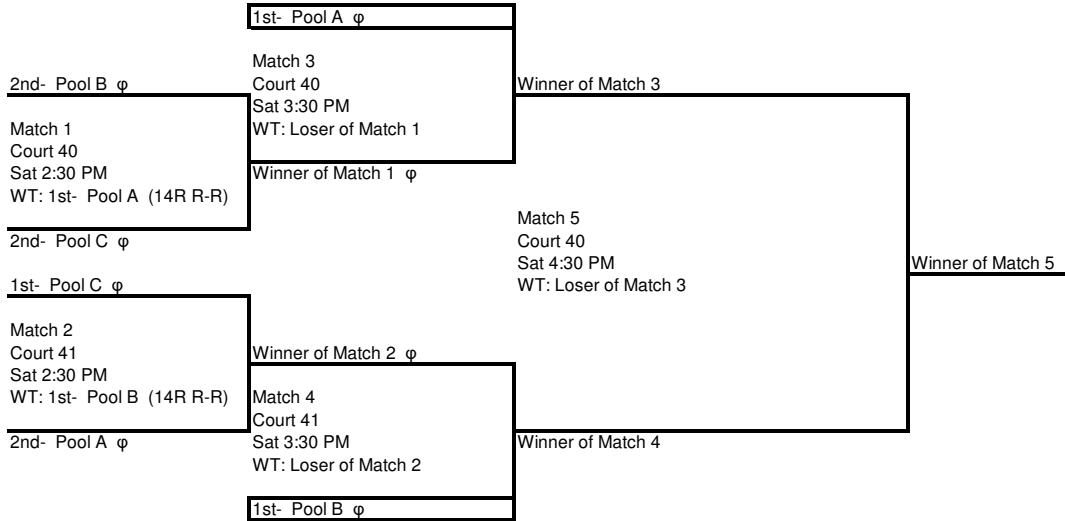 1st- Pool A φ
Match 3
Court 40
Sat 3:30 PM
WT: Loser of Match 1
2nd- Pool B φ
Winner of Match 3
Match 1
Court 40
Sat 2:30 PM
WT: 1st- Pool A (14R R-R)
Winner of Match 1 φ
2nd- Pool C φ
Match 5
Court 40
Sat 4:30 PM
WT: Loser of Match 3
Winner of Match 5
1st- Pool C φ
Match 2
Court 41
Sat 2:30 PM
WT: 1st- Pool B (14R R-R)
Winner of Match 2 φ
2nd- Pool A φ
Match 4
Court 41
Sat 3:30 PM
WT: Loser of Match 2
Winner of Match 4
1st- Pool B φ